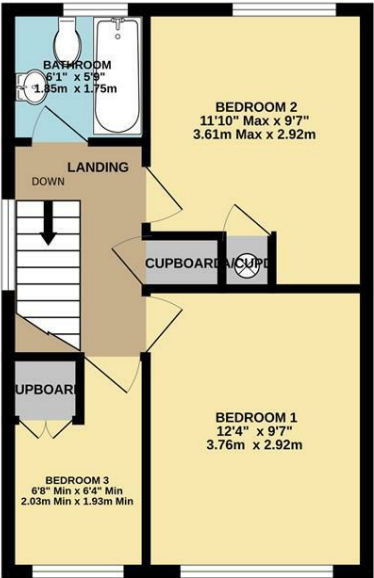 BATHROOM
6'1" x 5'9"
1.85m x 1.75m
BEDROOM 2
11'10" Max x 9'7"
3.61m Max x 2.92m
LANDING
DOWN
CUPBOARD
A/CUPD
UPBOAR
BEDROOM 1
12'4" x 9'7"
3.76m x 2.92m
BEDROOM 3
6'8" Min x 6'4" Min
2.03m Min x 1.93m Min